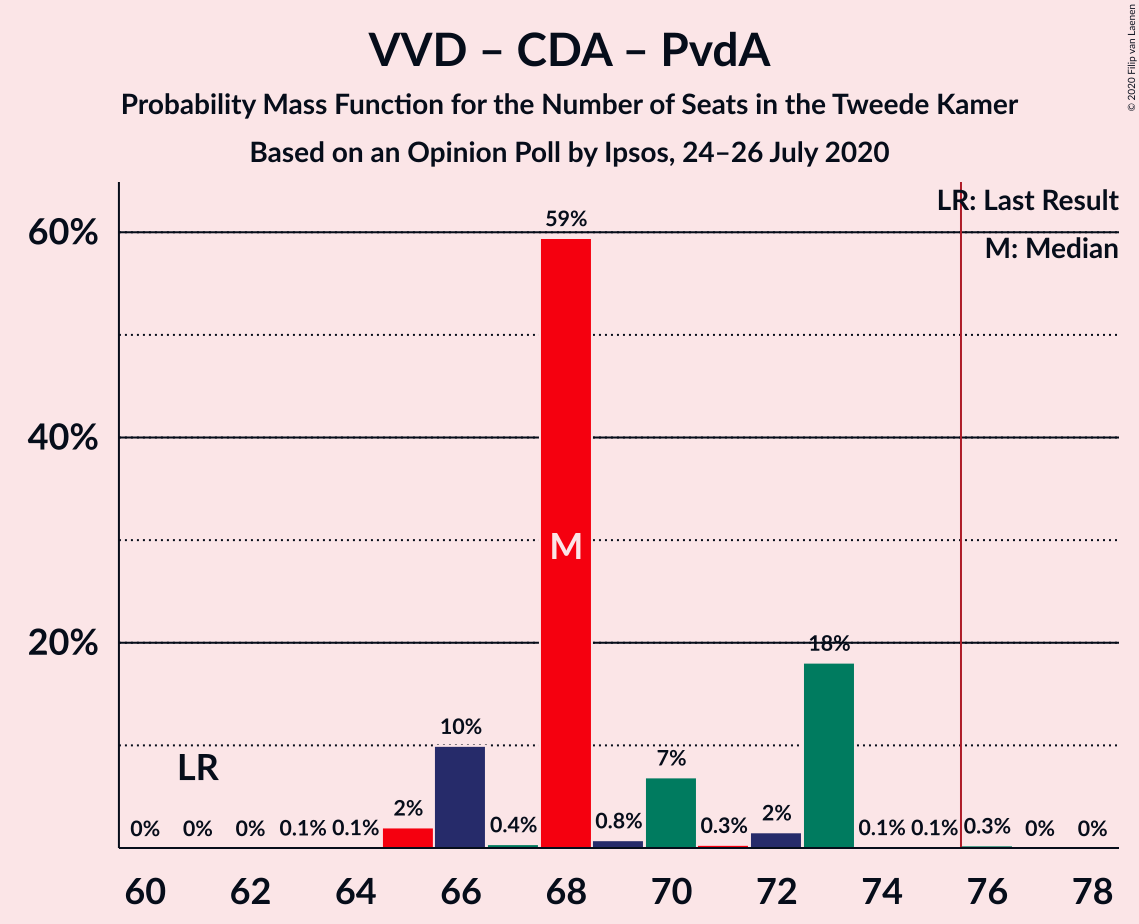 VVD – CDA – PvdA
Probability Mass Function for the Number of Seats in the Tweede Kamer
Based on an Opinion Poll by Ipsos, 24–26 July 2020
© 2020 Filip van Laenen
LR: Last Result
M: Median
60%
40%
20%
59%
M
18%
10%
7%
LR
0% 0% 0% 0.1% 0.1% 2% 0.4% 0.8% 0.3% 2% 0.1% 0.1% 0.3% 0% 0%
60 62 64 66 68 70 72 74 76 78